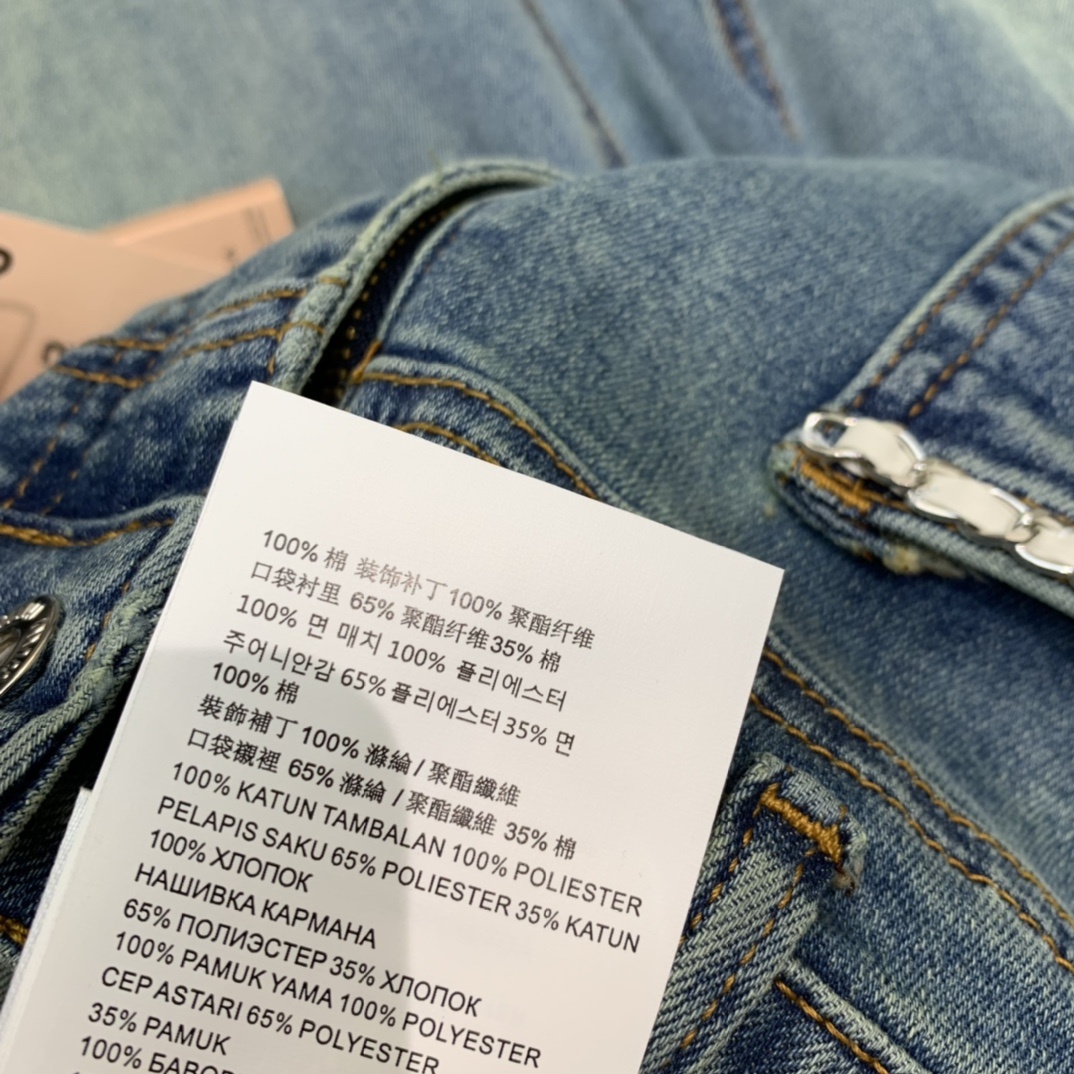 100% 棉 装饰补丁100% 聚酯纤维
口袋衬里 65% 聚酯纤维35% 棉
100% 면 매치 100% 폴리에스터
주어니안감 65%폴리에스터35% 면
100% 棉
裝飾補丁 100% 滌綸 / 聚酯纖維
口袋襯裡 65% 滌綸 / 聚酯纖維 35% 棉
100% KATUN TAMBALAN 100% POLIESTER
PELAPIS SAKU 65% POLIESTER 35% KATUN
100% ХЛОПОК
НАШИВКА КАРМАНА
65% ПОЛИЭСТЕР 35% ХЛОПОК
100% PAMUK YAMA 100% POLYESTER
CEP ASTARI 65% POLYESTER
35% PAMUK
100%